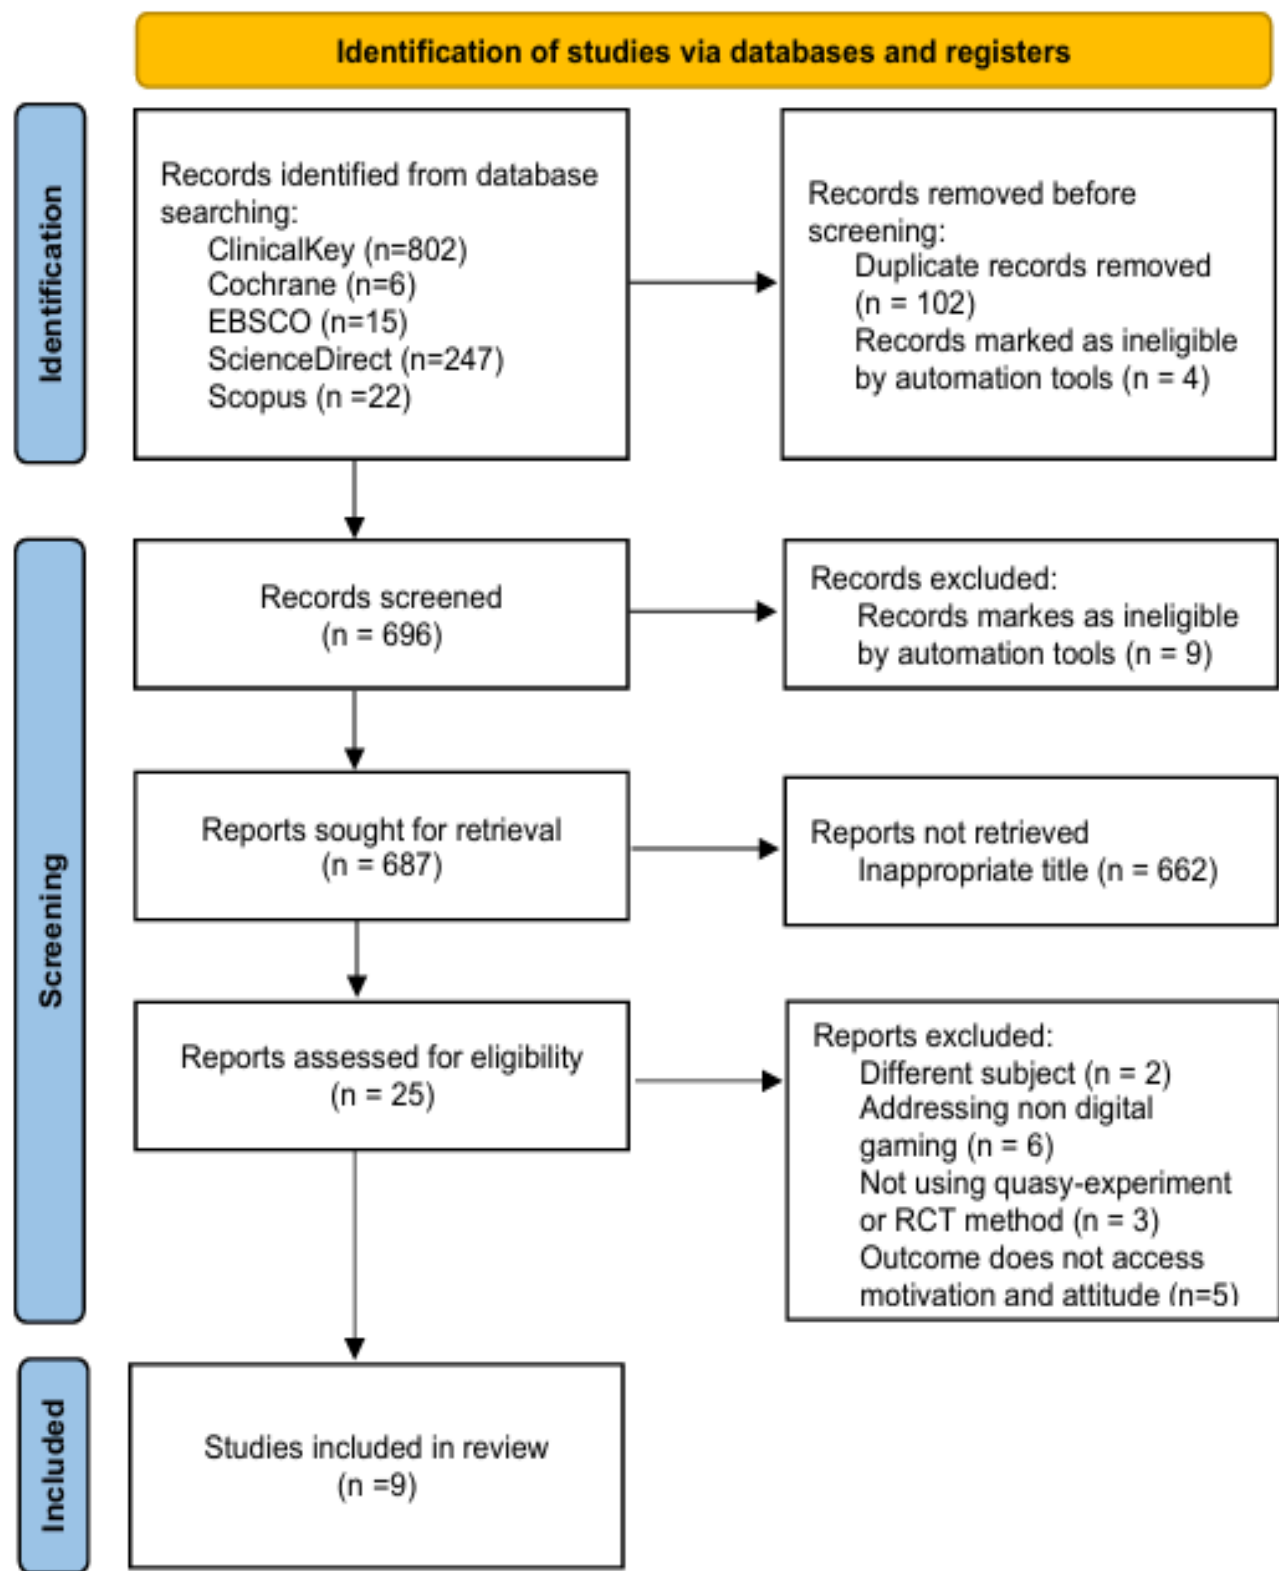 Identification of studies via databases and registers
Identification
Records identified from database
searching:
ClinicalKey (n=802)
Cochrane (n=6)
EBSCO (n=15)
ScienceDirect (n=247)
Scopus (n =22)
Records removed before
screening:
Duplicate records removed
(n = 102)
Records marked as ineligible
by automation tools (n = 4)
Screening
Records screened
(n = 696)
Records excluded:
Records markes as ineligible
by automation tools (n = 9)
Reports sought for retrieval
(n = 687)
Reports not retrieved
Inappropriate title (n = 662)
Reports assessed for eligibility
(n = 25)
Reports excluded:
Different subject (n = 2)
Addressing non digital
gaming (n = 6)
Not using quasy-experiment
or RCT method (n = 3)
Outcome does not access
motivation and attitude (n=5)
Included
Studies included in review
(n =9)